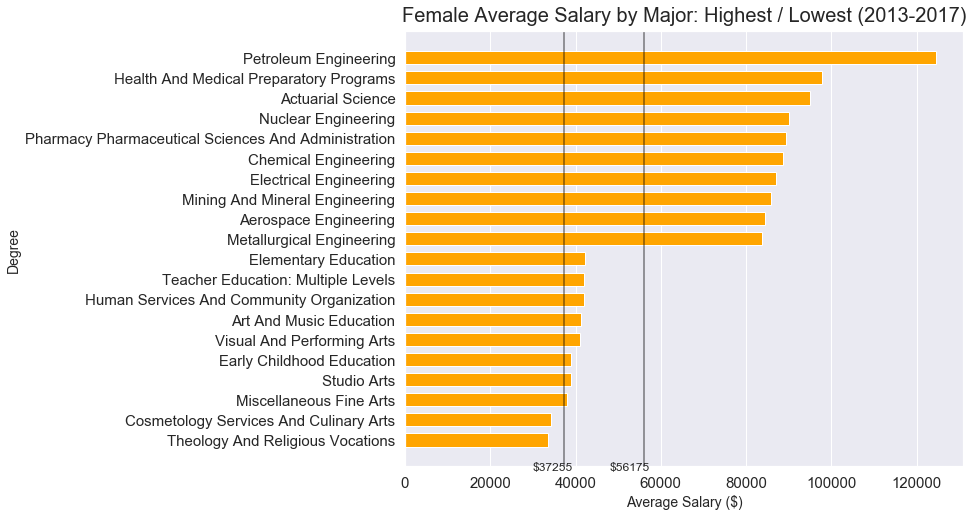 Female Average Salary by Major: Highest / Lowest (2013-2017)
Degree
Petroleum Engineering
Health And Medical Preparatory Programs
Actuarial Science
Nuclear Engineering
Pharmacy Pharmaceutical Sciences And Administration
Chemical Engineering
Electrical Engineering
Mining And Mineral Engineering
Aerospace Engineering
Metallurgical Engineering
Elementary Education
Teacher Education: Multiple Levels
Human Services And Community Organization
Art And Music Education
Visual And Performing Arts
Early Childhood Education
Studio Arts
Miscellaneous Fine Arts
Cosmetology Services And Culinary Arts
Theology And Religious Vocations
$37255 $56175
0 20000 40000 60000 80000 100000 120000
Average Salary ($)